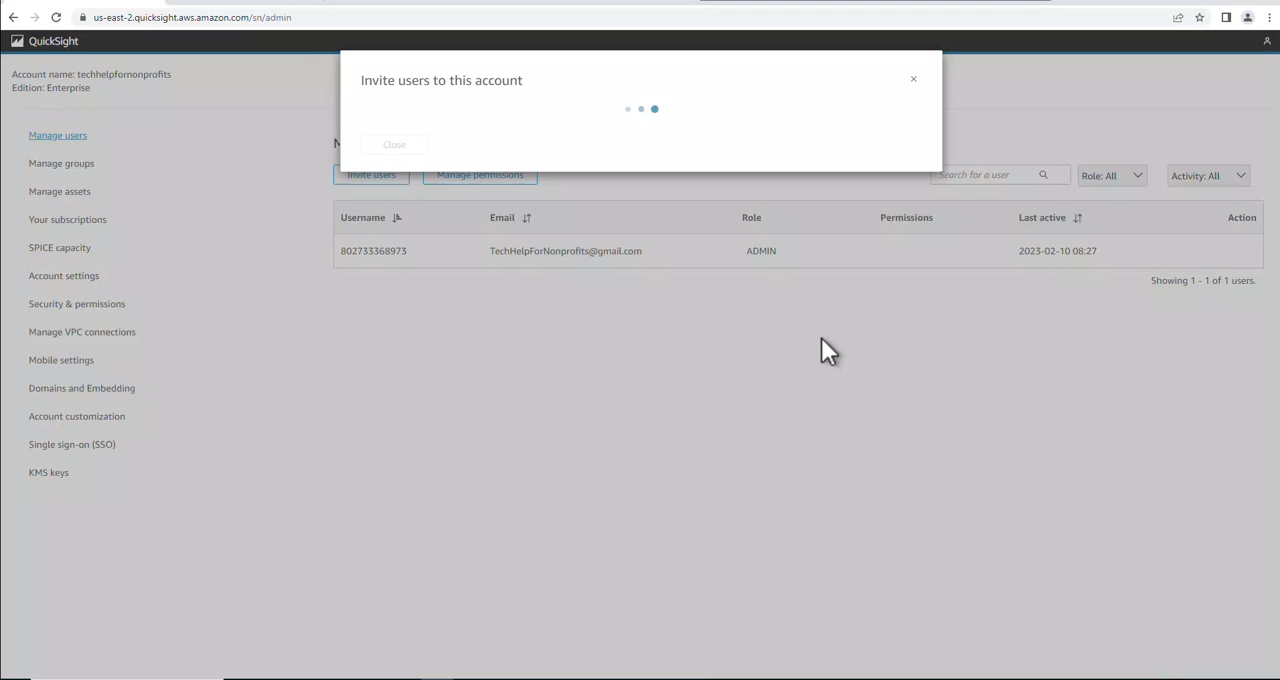 us-east-2.quicksight.aws.amazon.com/sn/admin
QuickSight
Account name: techhelpfornonprofits
Edition: Enterprise
Invite users to this account
Close
Manage users
Manage groups
Manage assets
Your subscriptions
SPICE capacity
Account settings
Security & permissions
Manage VPC connections
Mobile settings
Domains and Embedding
Account customization
Single sign-on (SSO)
KMS keys
Invite users Manage permissions Search for a user Role: All Activity: All
Username Email Role Permissions Last active Action
802733368973 TechHelpForNonprofits@gmail.com ADMIN 2023-02-10 08:27
Showing 1 - 1 of 1 users.